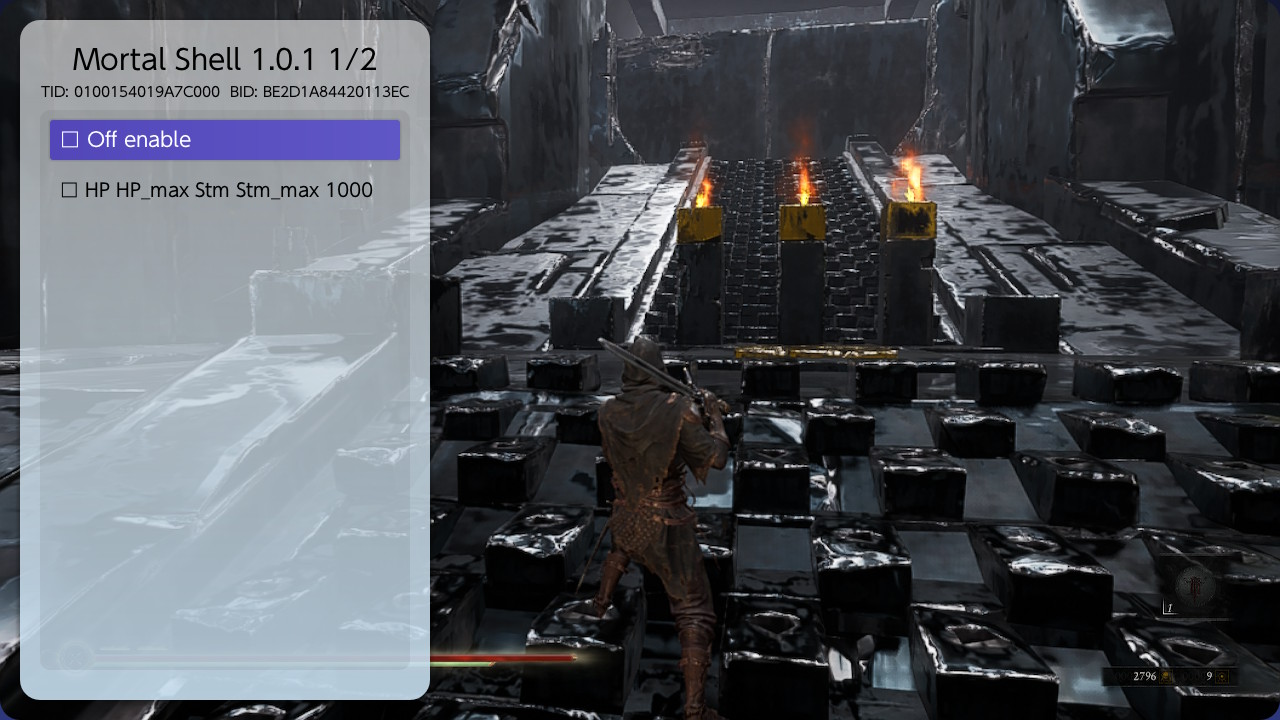 Mortal Shell 1.0.1 1/2
TID: 0100154019A7C000 BID: BE2D1A84420113EC
☐ Off enable
☐ HP HP_max Stm Stm_max 1000
1
2796 9